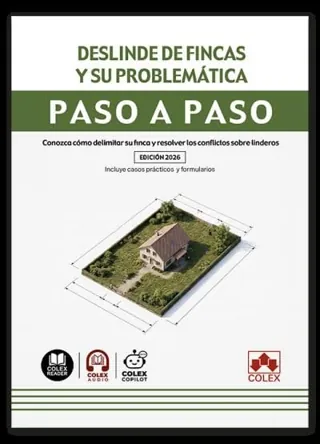 DESLINDE DE FINCAS
Y SU PROBLEMÁTICA
PASO A PASO
Conozca cómo delimitar su finca y resolver los conflictos sobre linderos
EDICIÓN 2026
Incluye casos prácticos y formularios
COLEX
READER
COLEX
AUDIO
COLEX
COPILOT
COLEX